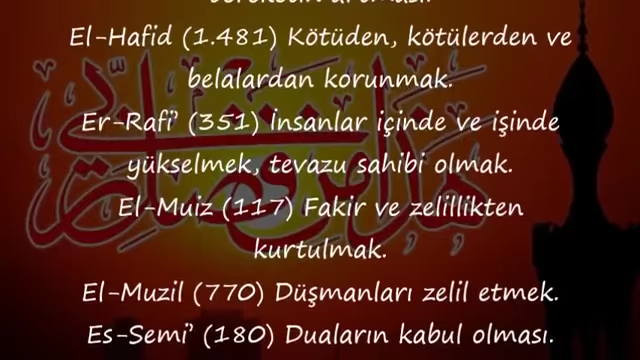 El-Hafid (1.481) Kötüden, kötülerden ve
belalardan korunmak.
Er-Rafi' (351) İnsanlar içinde ve işinde
yükselmek, tevazu sahibi olmak.
El-Muiz (117) Fakir ve zelillikten
kurtulmak.
El-Muzil (770) Düşmanları zelil etmek.
Es-Semi' (180) Duaların kabul olması.